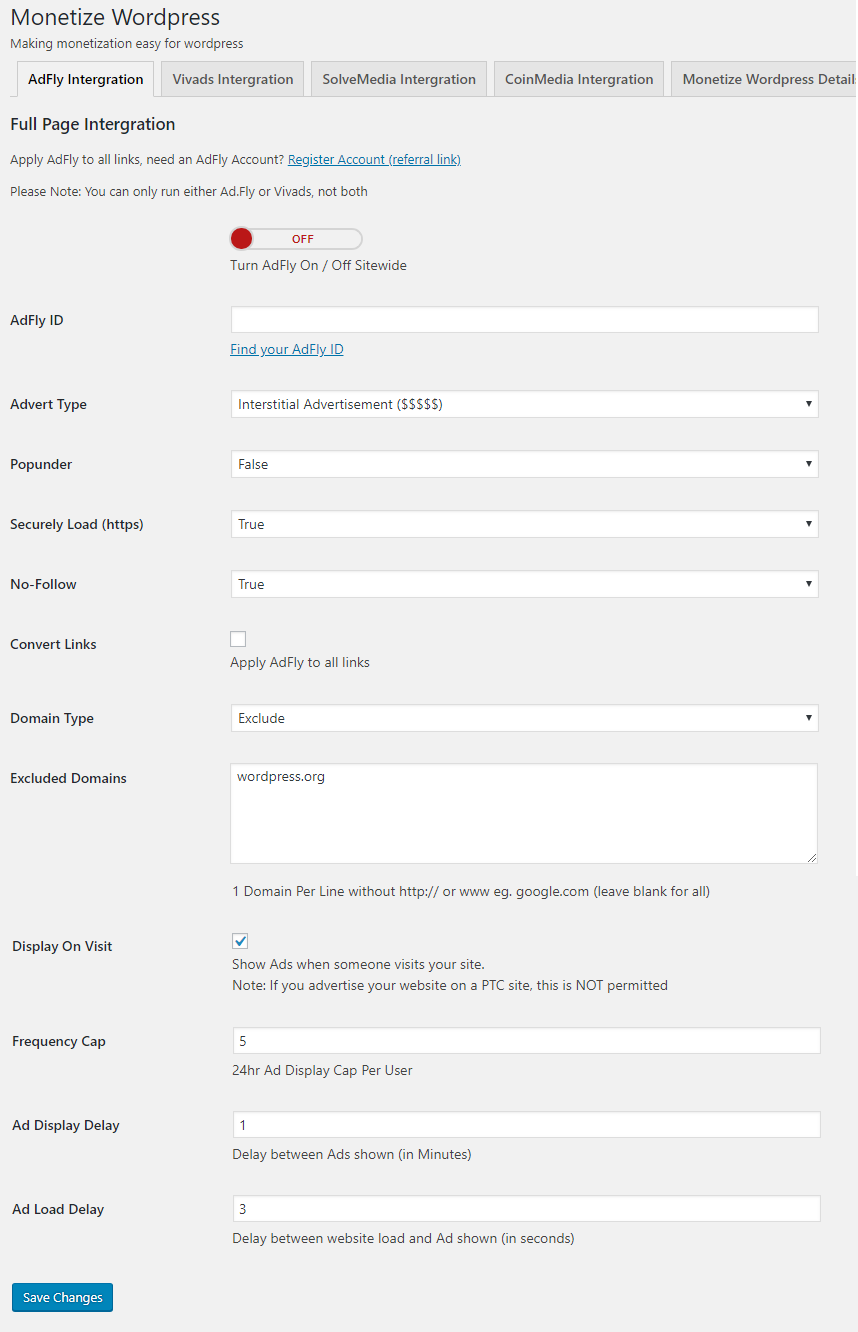 Monetize Wordpress
Making monetization easy for wordpress
AdFly Intergration
Vivads Intergration
SolveMedia Intergration
CoinMedia Intergration
Monetize Wordpress Details
Full Page Intergration
Apply AdFly to all links, need an AdFly Account? Register Account (referral link)
Please Note: You can only run either Ad.Fly or Vivads, not both
OFF
Turn AdFly On / Off Sitewide
AdFly ID
Find your AdFly ID
Advert Type
Interstitial Advertisement ($$$$$)
Popunder
False
Securely Load (https)
True
No-Follow
True
Convert Links
Apply AdFly to all links
Domain Type
Exclude
Excluded Domains
wordpress.org
1 Domain Per Line without http:// or www eg. google.com (leave blank for all)
Display On Visit
Show Ads when someone visits your site.
Note: If you advertise your website on a PTC site, this is NOT permitted
Frequency Cap
5
24hr Ad Display Cap Per User
Ad Display Delay
1
Delay between Ads shown (in Minutes)
Ad Load Delay
3
Delay between website load and Ad shown (in seconds)
Save Changes